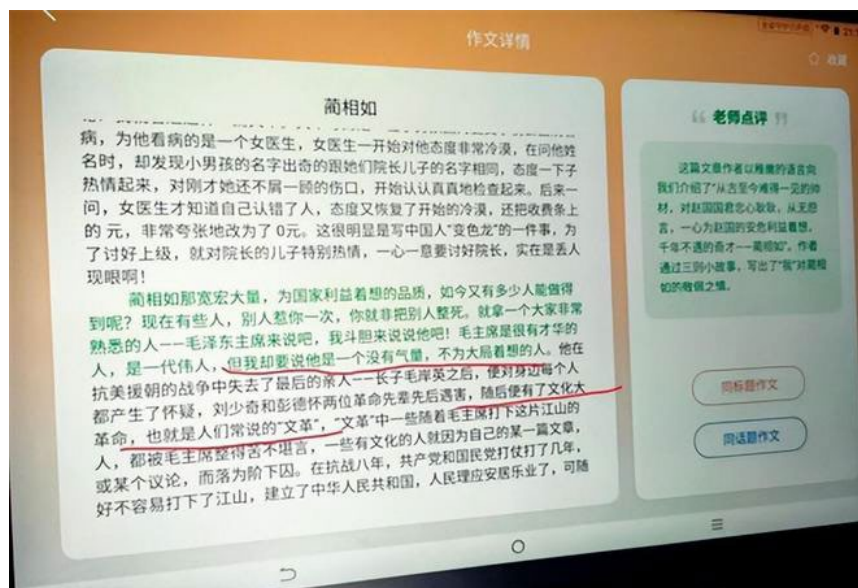 作文详情
收藏
蔺相如
病，为他看病的是一个女医生，女医生一开始对他态度非常冷漠，在问他姓
名时，却发现小男孩的名字出奇的跟她们院长儿子的名字相同，态度一下子
热情起来，对刚才她还不屑一顾的伤口，开始认认真真地检查起来。后来一
问，女医生才知道自己认错了人，态度又恢复了开始的冷漠，还把收费条上
的 元，非常夸张地改为了 0元。这很明显是写中国人“变色龙”的一件事，为
了讨好上级，就对院长的儿子特别热情，一心一意要讨好院长，实在是丢人
现眼啊！
蔺相如那宽宏大量，为国家利益着想的品质，如今又有多少人能做得
到呢？现在有些人，别人惹你一次，你就非把别人整死。就拿一个大家非常
熟悉的人——毛泽东主席来说吧，我斗胆来说说他吧！毛主席是很有才华的
人，是一代伟人，但我却要说他是一个没有气量，不为大局着想的人。他在
抗美援朝的战争中失去了最后的亲人——长子毛岸英之后，便对身边每个人
都产生了怀疑，刘少奇和彭德怀两位革命先辈先后遇害，随后便有了文化大
革命，也就是人们常说的“文革”，“文革”中一些随着毛主席打下这片江山的
人，都被毛主席整得苦不堪言，一些有文化的人就因为自己的某一篇文章，
或某个议论，而落为阶下囚。在抗战八年，共产党和国民党打仗打了几年，
好不容易打下了江山，建立了中华人民共和国，人民理应安居乐业了，可随
老师点评
这篇文章作者以精微的语言向
我们介绍了“从古至今难得一见的帅
材，对赵国国君忠心耿耿，从无怨
言，一心为赵国的安危利益着想，
千年不遇的奇才——蔺相如”。作者
通过三则小故事，写出了“我”对蔺相
如的敬佩之情。
同标题作文
同话题作文